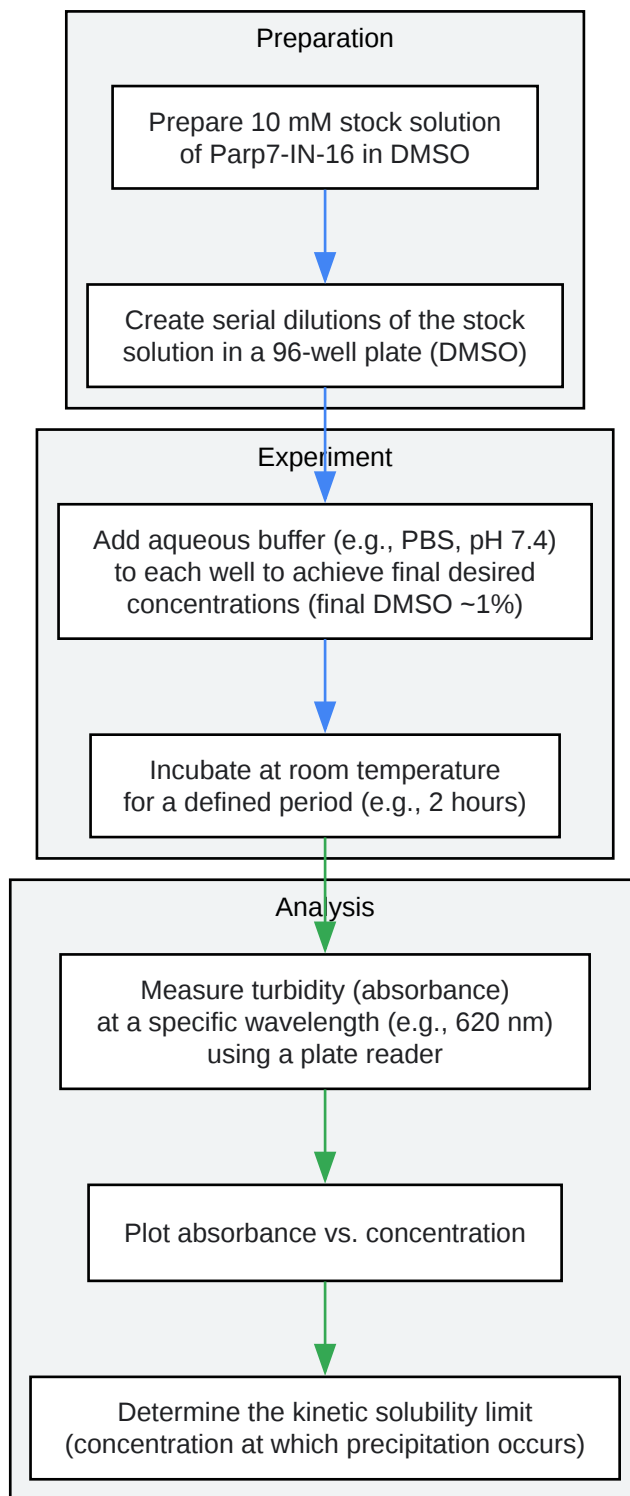 Preparation
Prepare 10 mM stock solution
of Parp7-IN-16 in DMSO
Create serial dilutions of the stock
solution in a 96-well plate (DMSO)
Experiment
Add aqueous buffer (e.g., PBS, pH 7.4)
to each well to achieve final desired
concentrations (final DMSO ~1%)
Incubate at room temperature
for a defined period (e.g., 2 hours)
Analysis
Measure turbidity (absorbance)
at a specific wavelength (e.g., 620 nm)
using a plate reader
Plot absorbance vs. concentration
Determine the kinetic solubility limit
(concentration at which precipitation occurs)